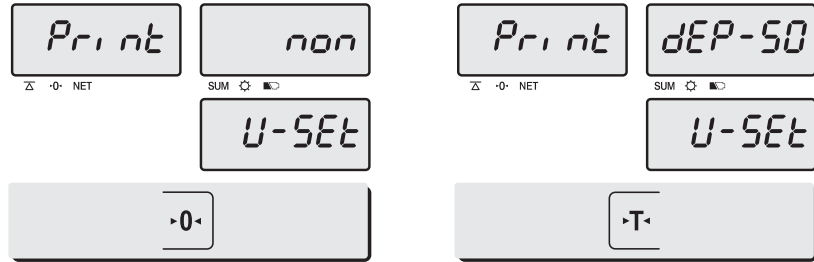 Print non Print dEP-50
·0· NET SUM ·0· NET SUM
U-SEt U-SEt
▸0◂ ▸T◂